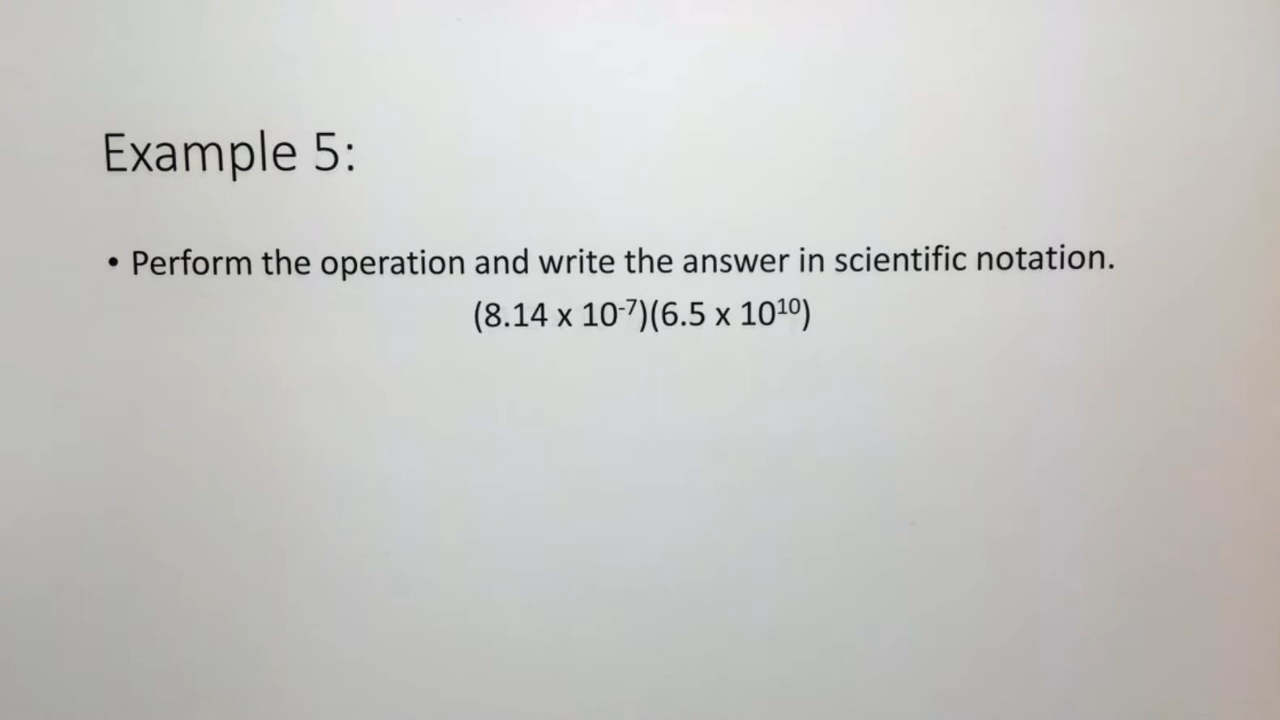 Example 5:
• Perform the operation and write the answer in scientific notation.
(8.14 x 10⁻⁷)(6.5 x 10¹⁰)